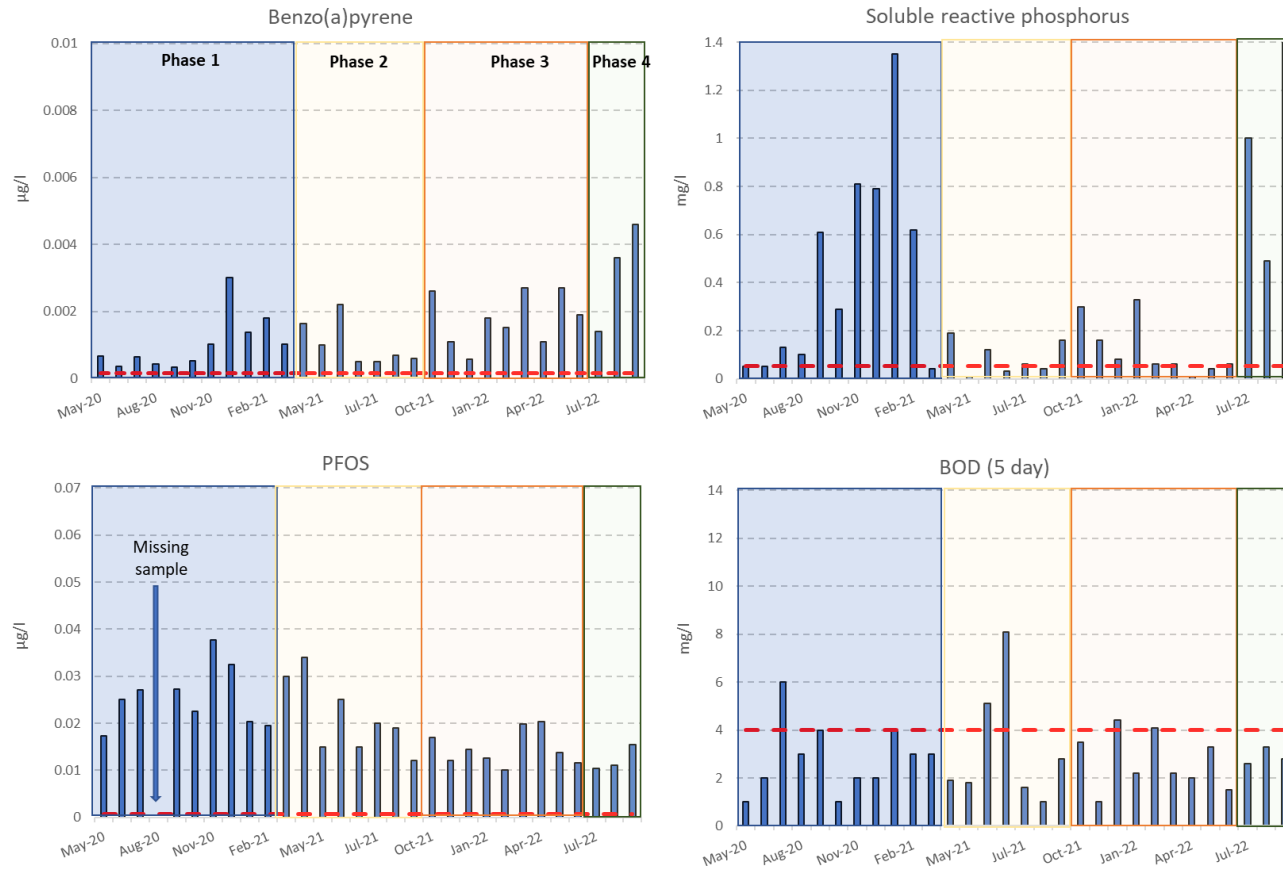 Benzo(a)pyrene
0.01
0.008
0.006
0.004
0.002
0
µg/l
Phase 1
Phase 2
Phase 3
Phase 4
May-20
Aug-20
Nov-20
Feb-21
May-21
Jul-21
Oct-21
Jan-22
Apr-22
Jul-22
Soluble reactive phosphorus
1.4
1.2
1
0.8
0.6
0.4
0.2
0
mg/l
May-20
Aug-20
Nov-20
Feb-21
May-21
Jul-21
Oct-21
Jan-22
Apr-22
Jul-22
PFOS
0.07
0.06
0.05
0.04
0.03
0.02
0.01
0
µg/l
Missing
sample
May-20
Aug-20
Nov-20
Feb-21
May-21
Jul-21
Oct-21
Jan-22
Apr-22
Jul-22
BOD (5 day)
14
12
10
8
6
4
2
0
mg/l
May-20
Aug-20
Nov-20
Feb-21
May-21
Jul-21
Oct-21
Jan-22
Apr-22
Jul-22